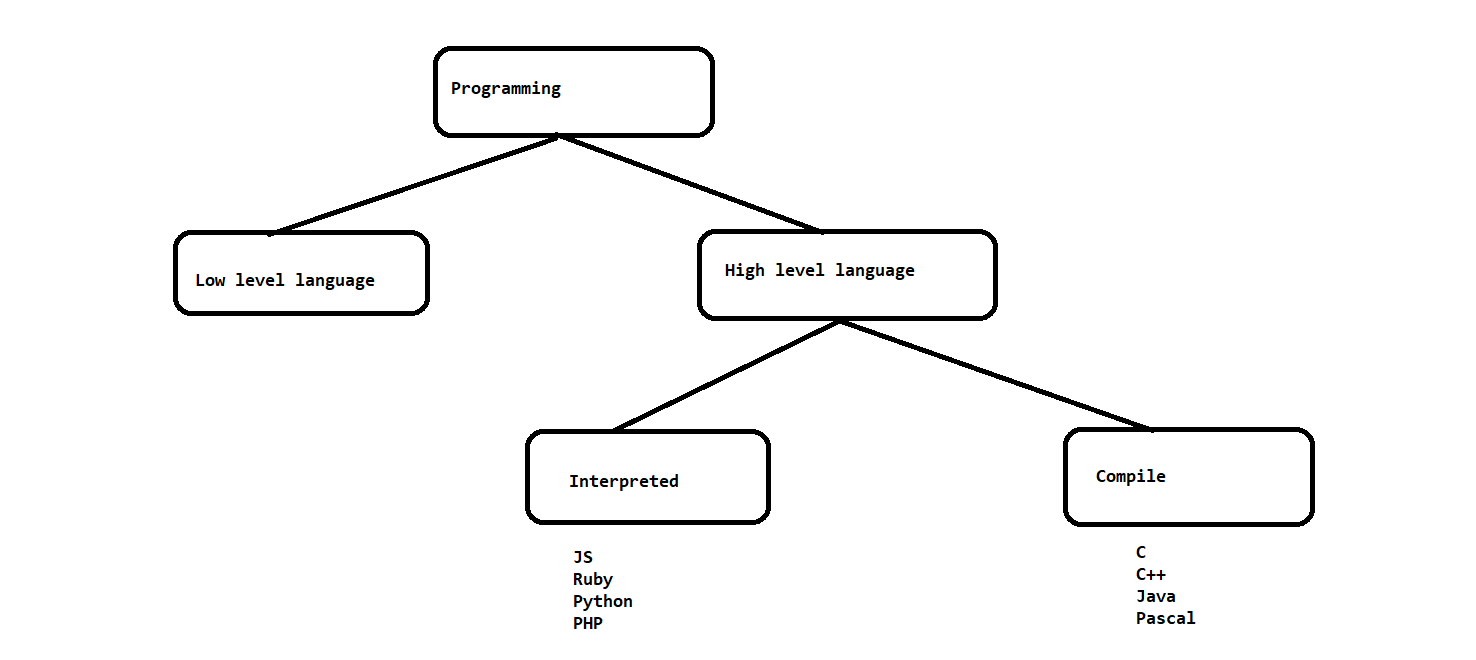 Programming
Low level language
High level language
Interpreted
Compile
JS
Ruby
Python
PHP
C
C++
Java
Pascal